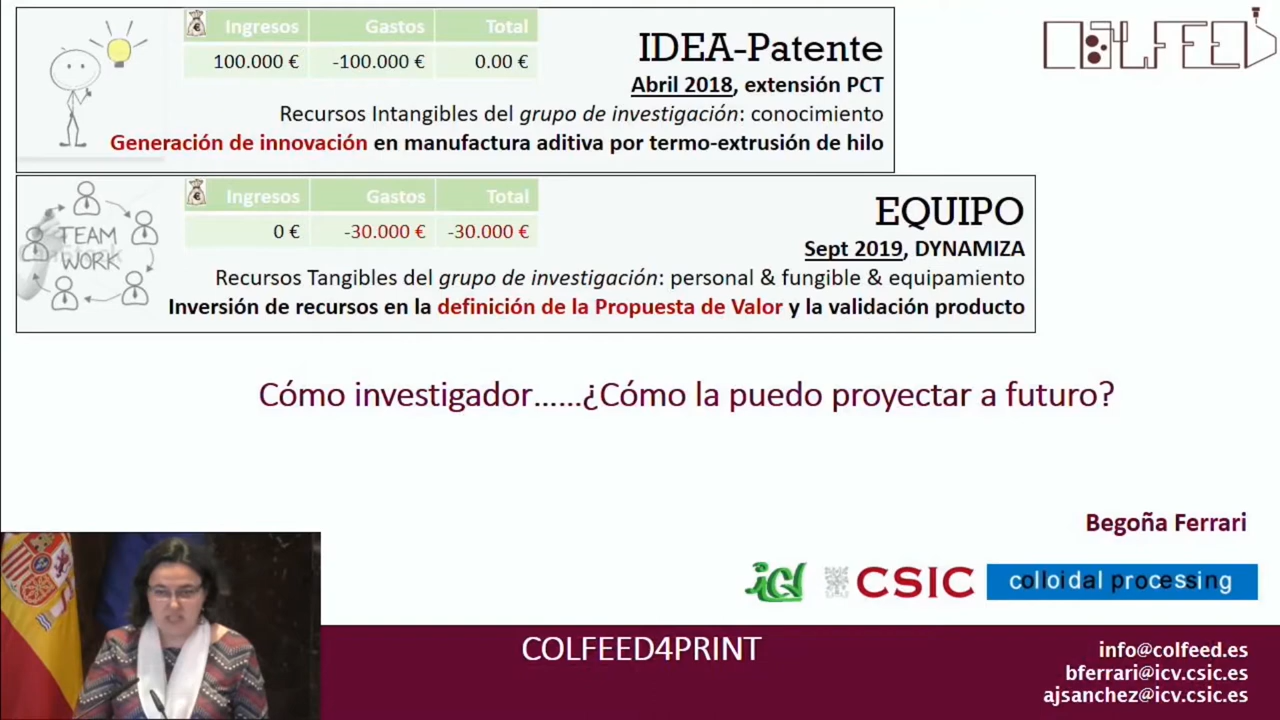 Ingresos Gastos Total
100.000 € -100.000 € 0.00 €
IDEA-Patente
Abril 2018, extensión PCT
Recursos Intangibles del grupo de investigación: conocimiento
Generación de innovación en manufactura aditiva por termo-extrusión de hilo
COLFEED
TEAM
WORK
Ingresos Gastos Total
0 € -30.000 € -30.000 €
EQUIPO
Sept 2019, DYNAMIZA
Recursos Tangibles del grupo de investigación: personal & fungible & equipamiento
Inversión de recursos en la definición de la Propuesta de Valor y la validación producto
Cómo investigador......¿Cómo la puedo proyectar a futuro?
Begoña Ferrari
CSIC
colloidal processing
COLFEED4PRINT
info@colfeed.es
bferrari@icv.csic.es
ajsanchez@icv.csic.es